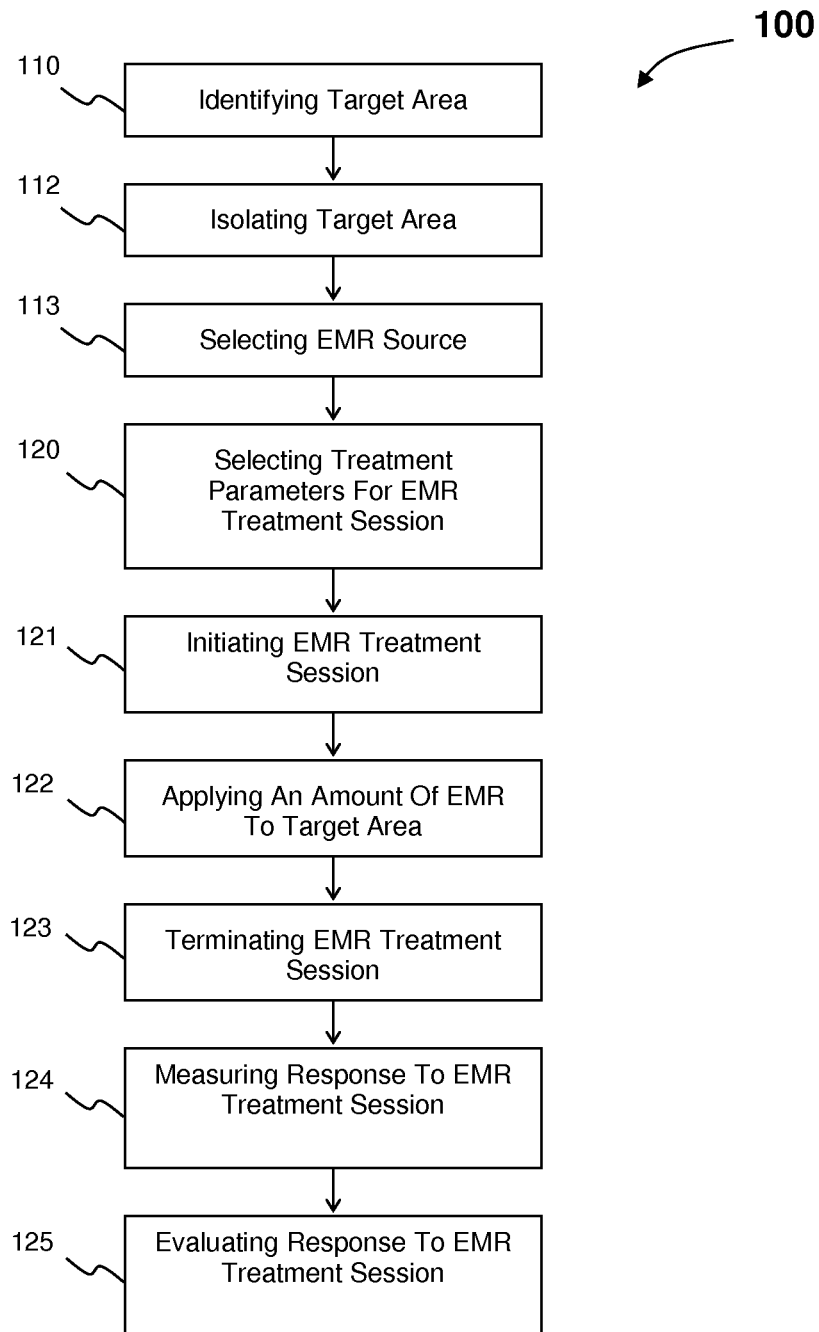 100
110
Identifying Target Area
112
Isolating Target Area
113
Selecting EMR Source
120
Selecting Treatment
Parameters For EMR
Treatment Session
121
Initiating EMR Treatment
Session
122
Applying An Amount Of EMR
To Target Area
123
Terminating EMR Treatment
Session
124
Measuring Response To EMR
Treatment Session
125
Evaluating Response To EMR
Treatment Session